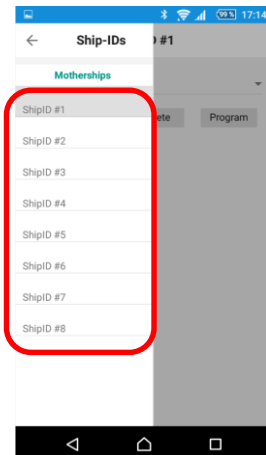 99% 17:14
Ship-IDs
#1
Motherships
ShipID #1
ete Program
ShipID #2
ShipID #3
ShipID #4
ShipID #5
ShipID #6
ShipID #7
ShipID #8